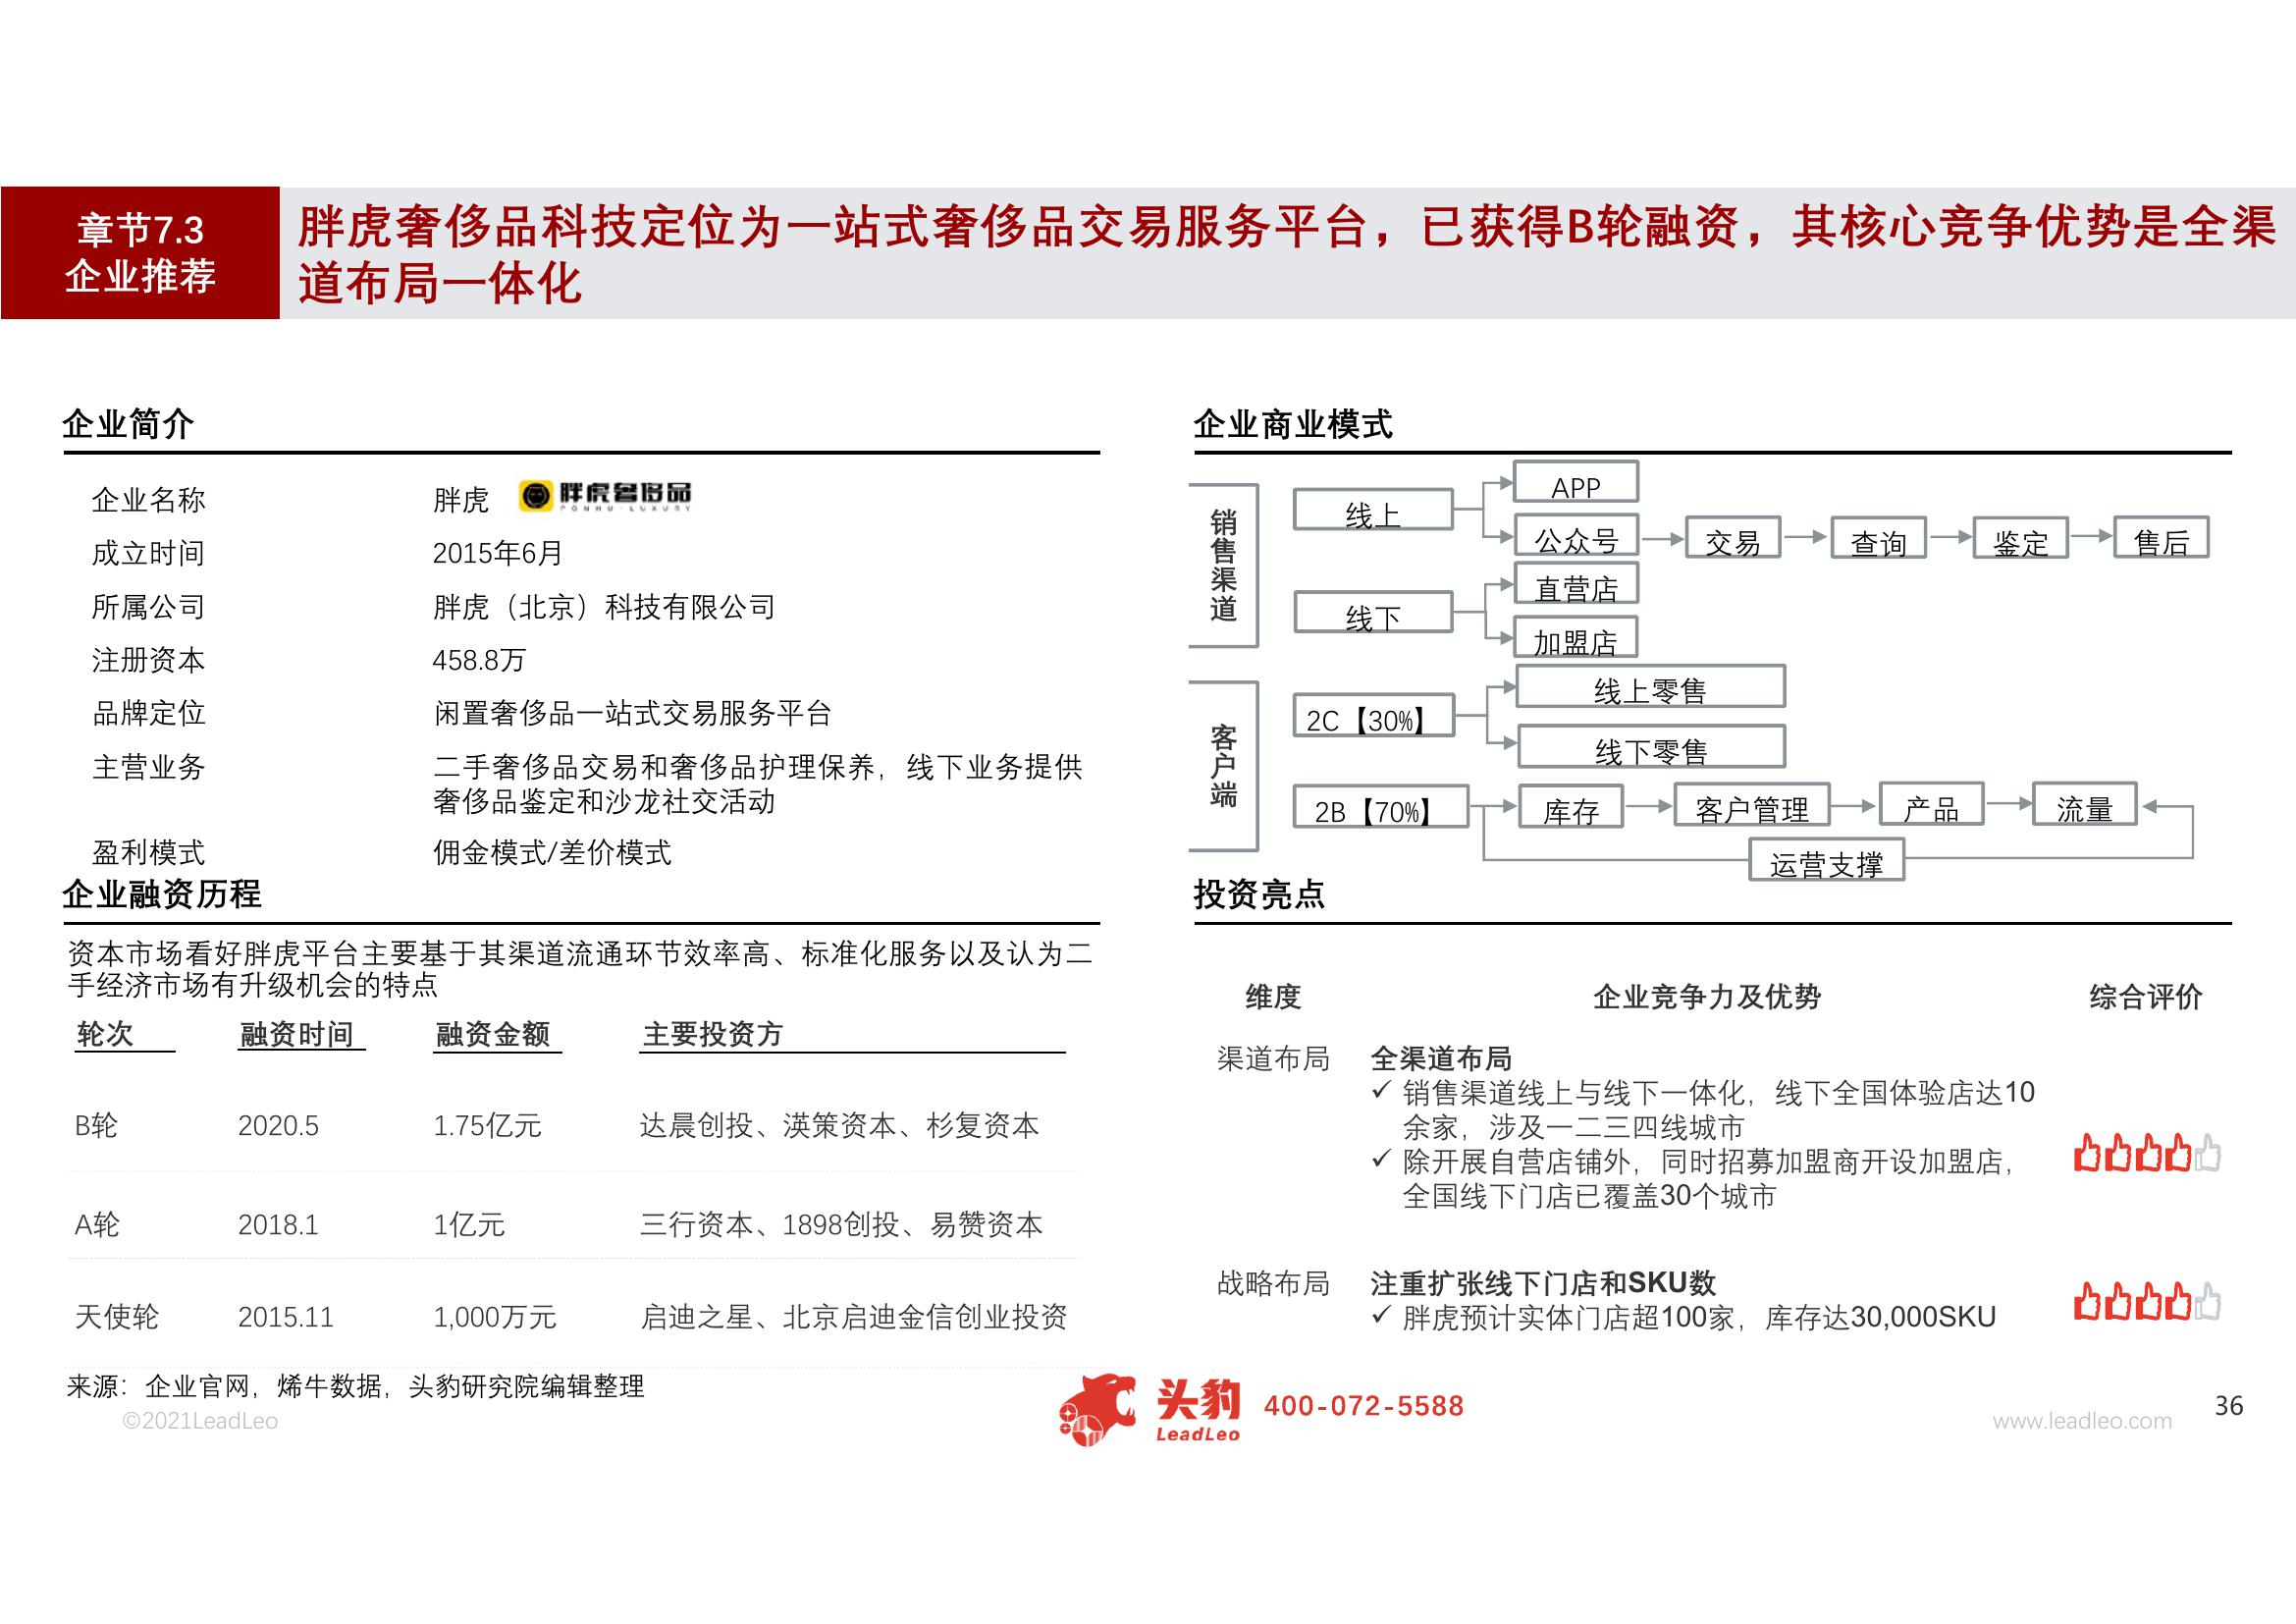 章节7.3
企业推荐
胖虎奢侈品科技定位为一站式奢侈品交易服务平台，已获得B轮融资，其核心竞争优势是全渠
道布局一体化
企业简介
企业名称 胖虎 胖虎奢侈品
PONHU·LUXURY
成立时间 2015年6月
所属公司 胖虎（北京）科技有限公司
注册资本 458.8万
品牌定位 闲置奢侈品一站式交易服务平台
主营业务 二手奢侈品交易和奢侈品护理保养，线下业务提供
奢侈品鉴定和沙龙社交活动
盈利模式 佣金模式/差价模式
企业商业模式
销售渠道
线上
APP
公众号 交易 查询 鉴定 售后
线下
直营店
加盟店
客户端
2C【30%】
线上零售
线下零售
2B【70%】 库存 客户管理 产品 流量
运营支撑
企业融资历程
资本市场看好胖虎平台主要基于其渠道流通环节效率高、标准化服务以及认为二
手经济市场有升级机会的特点
轮次 融资时间 融资金额 主要投资方
B轮 2020.5 1.75亿元 达晨创投、渶策资本、杉复资本
A轮 2018.1 1亿元 三行资本、1898创投、易赞资本
天使轮 2015.11 1,000万元 启迪之星、北京启迪金信创业投资
投资亮点
维度 企业竞争力及优势 综合评价
渠道布局 全渠道布局
✓ 销售渠道线上与线下一体化，线下全国体验店达10
余家，涉及一二三四线城市
✓ 除开展自营店铺外，同时招募加盟商开设加盟店，
全国线下门店已覆盖30个城市
战略布局 注重扩张线下门店和SKU数
✓ 胖虎预计实体门店超100家，库存达30,000SKU
来源：企业官网，烯牛数据，头豹研究院编辑整理
©2021LeadLeo
头豹
LeadLeo
400-072-5588
www.leadleo.com
36